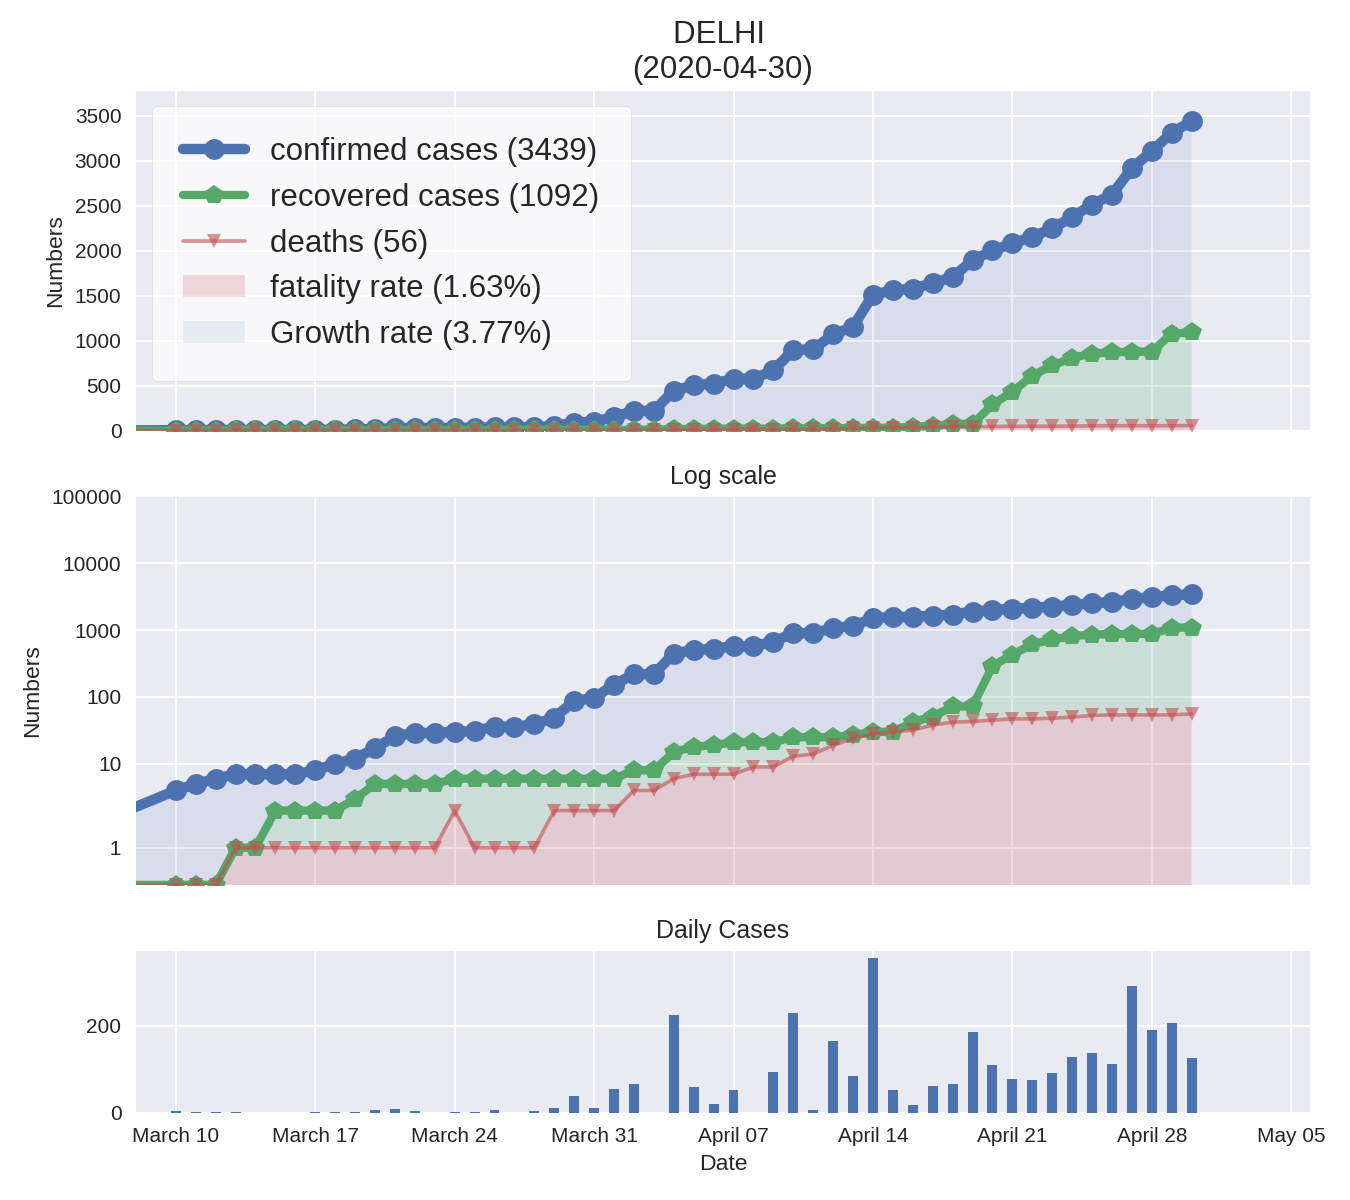 DELHI
(2020-04-30)
3500
3000
2500
2000
1500
1000
500
0
Numbers
confirmed cases (3439)
recovered cases (1092)
deaths (56)
fatality rate (1.63%)
Growth rate (3.77%)
Log scale
100000
10000
1000
100
10
1
Numbers
Daily Cases
200
0
March 10 March 17 March 24 March 31 April 07 April 14 April 21 April 28 May 05
Date